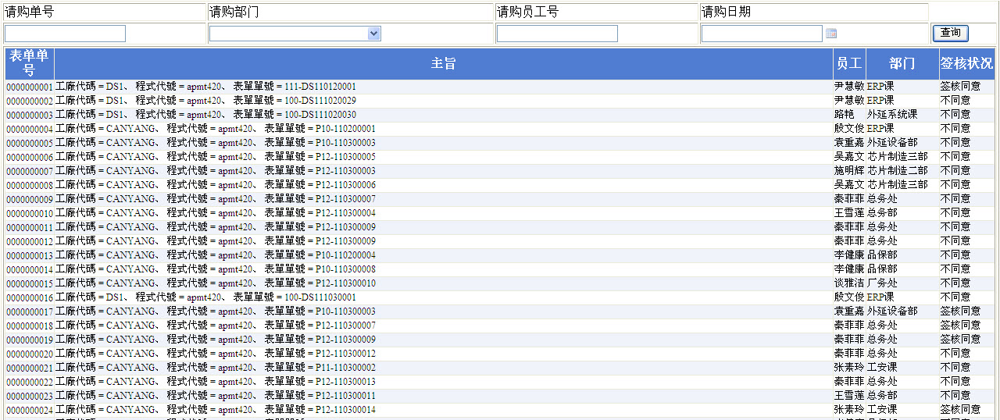 请购单号 请购部门 请购员工号 请购日期
查询
表单单号 主旨 员工 部门 签核状况
0000000001 工廠代碼 = DS1、 程式代號 = apmt420、 表單單號 = 111-DS110120001 尹慧敏 ERP课 签核同意
0000000002 工廠代碼 = DS1、 程式代號 = apmt420、 表單單號 = 100-DS111020029 尹慧敏 ERP课 不同意
0000000003 工廠代碼 = DS1、 程式代號 = apmt420、 表單單號 = 100-DS111020030 路艳 外延系统课 不同意
0000000004 工廠代碼 = CANYANG、 程式代號 = apmt420、 表單單號 = P10-110200001 殷文俊 ERP课 不同意
0000000005 工廠代碼 = CANYANG、 程式代號 = apmt420、 表單單號 = P10-110300003 袁重嘉 外延设备部 不同意
0000000006 工廠代碼 = CANYANG、 程式代號 = apmt420、 表單單號 = P12-110300005 吴嘉文 芯片制造三部 不同意
0000000007 工廠代碼 = CANYANG、 程式代號 = apmt420、 表單單號 = P12-110300003 施明辉 芯片制造二部 不同意
0000000008 工廠代碼 = CANYANG、 程式代號 = apmt420、 表單單號 = P12-110300006 吴嘉文 芯片制造三部 不同意
0000000009 工廠代碼 = CANYANG、 程式代號 = apmt420、 表單單號 = P12-110300007 秦菲菲 总务处 不同意
0000000010 工廠代碼 = CANYANG、 程式代號 = apmt420、 表單單號 = P12-110300004 王雪莲 总务部 不同意
0000000011 工廠代碼 = CANYANG、 程式代號 = apmt420、 表單單號 = P12-110300009 秦菲菲 总务处 不同意
0000000012 工廠代碼 = CANYANG、 程式代號 = apmt420、 表單單號 = P12-110300009 秦菲菲 总务处 不同意
0000000013 工廠代碼 = CANYANG、 程式代號 = apmt420、 表單單號 = P10-110200004 李健康 品保部 不同意
0000000014 工廠代碼 = CANYANG、 程式代號 = apmt420、 表單單號 = P10-110300008 李健康 品保部 不同意
0000000015 工廠代碼 = CANYANG、 程式代號 = apmt420、 表單單號 = P12-110300010 谈雅洁 厂务处 不同意
0000000016 工廠代碼 = DS1、 程式代號 = apmt420、 表單單號 = 100-DS111030001 殷文俊 ERP课 不同意
0000000017 工廠代碼 = CANYANG、 程式代號 = apmt420、 表單單號 = P10-110300003 袁重嘉 外延设备部 签核同意
0000000018 工廠代碼 = CANYANG、 程式代號 = apmt420、 表單單號 = P12-110300007 秦菲菲 总务处 签核同意
0000000019 工廠代碼 = CANYANG、 程式代號 = apmt420、 表單單號 = P12-110300009 秦菲菲 总务处 签核同意
0000000020 工廠代碼 = CANYANG、 程式代號 = apmt420、 表單單號 = P12-110300012 秦菲菲 总务处 不同意
0000000021 工廠代碼 = CANYANG、 程式代號 = apmt420、 表單單號 = P11-110300002 张素玲 工安课 不同意
0000000022 工廠代碼 = CANYANG、 程式代號 = apmt420、 表單單號 = P12-110300013 秦菲菲 总务处 不同意
0000000023 工廠代碼 = CANYANG、 程式代號 = apmt420、 表單單號 = P12-110300011 王雪莲 总务部 不同意
0000000024 工廠代碼 = CANYANG、 程式代號 = apmt420、 表單單號 = P12-110300014 张素玲 工安课 签核同意